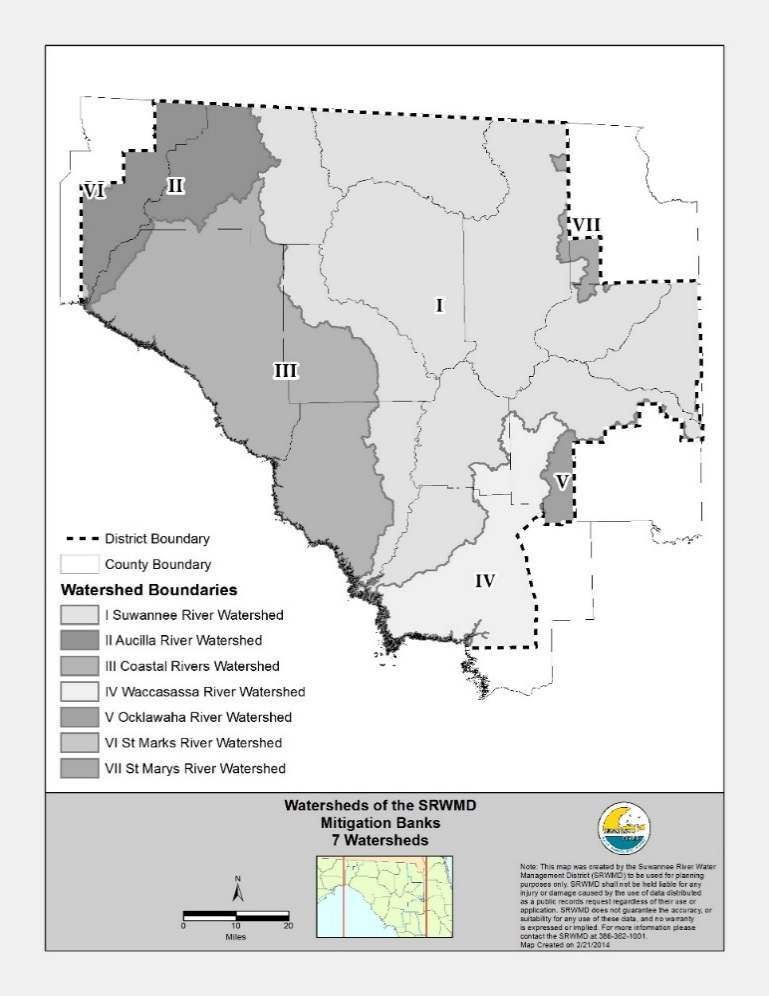 VI
II
VII
I
III
V
IV
District Boundary
County Boundary
Watershed Boundaries
I Suwannee River Watershed
II Aucilla River Watershed
III Coastal Rivers Watershed
IV Waccasassa River Watershed
V Ocklawaha River Watershed
VI St Marks River Watershed
VII St Marys River Watershed
Watersheds of the SRWMD
Mitigation Banks
7 Watersheds
N
0 10 20
Miles
Note: This map was created by the Suwannee River Water
Management District (SRWMD) to be used for planning
purposes only. SRWMD shall not be held liable for any
injury or damage caused by the use of data distributed
as a public records request regardless of their use or
application. SRWMD does not guarantee the accuracy, or
suitability for any use of these data, and no warranty
is expressed or implied. For more information please
contact the SRWMD at 386-362-1001.
Map Created on 2/21/2014